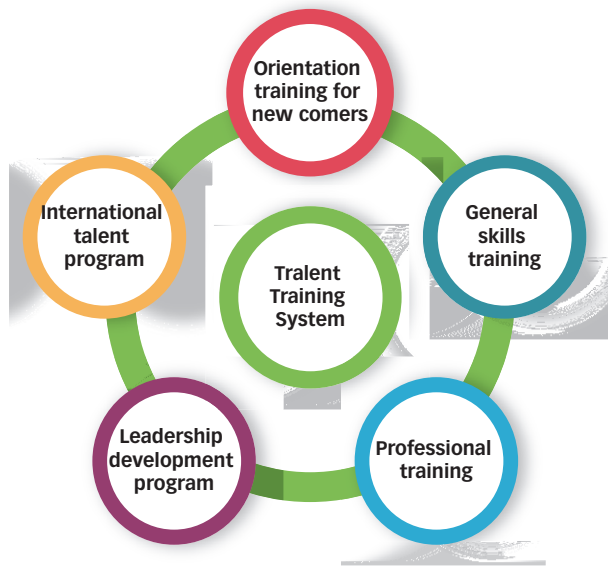 Orientation
training for
new comers
General
skills
training
Professional
training
Leadership
development
program
International
talent
program
Tralent
Training
System